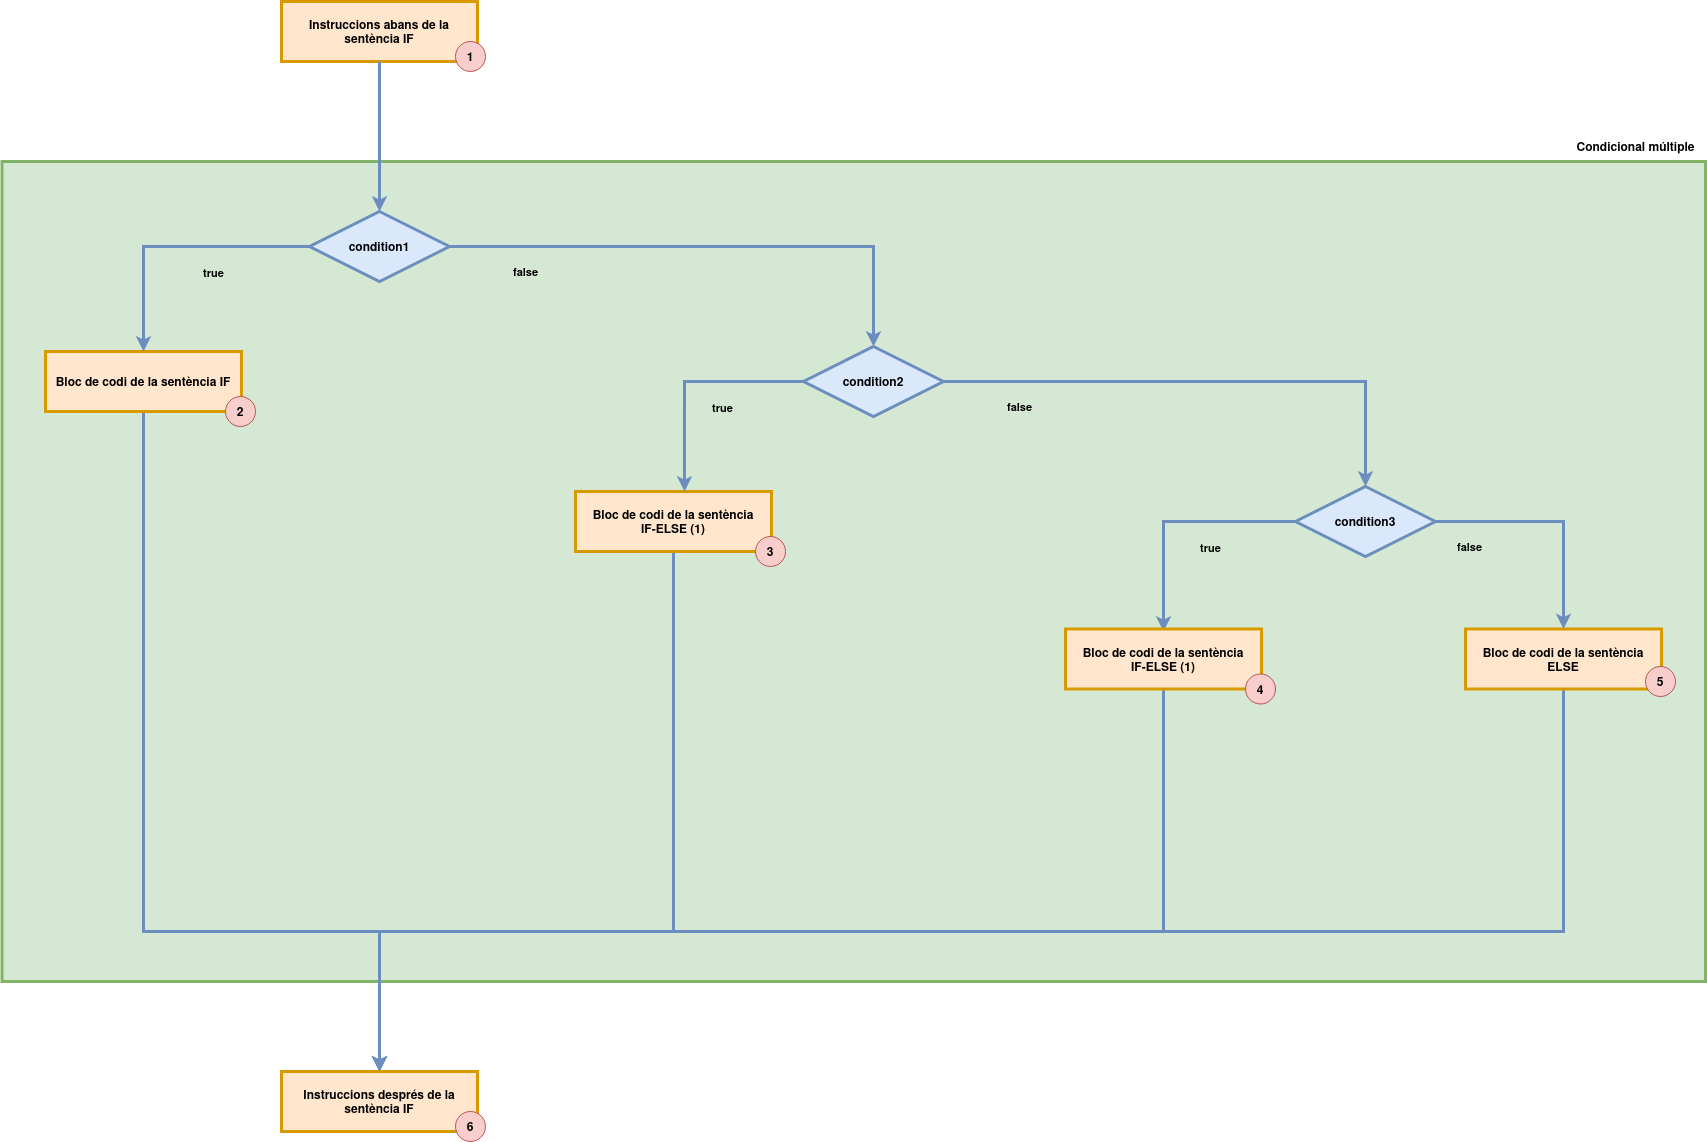 Instruccions abans de la
sentència IF
1
Condicional múltiple
condition1
true
false
Bloc de codi de la sentència IF
2
condition2
true
false
Bloc de codi de la sentència
IF-ELSE (1)
3
condition3
true
false
Bloc de codi de la sentència
IF-ELSE (1)
4
Bloc de codi de la sentència
ELSE
5
Instruccions després de la
sentència IF
6